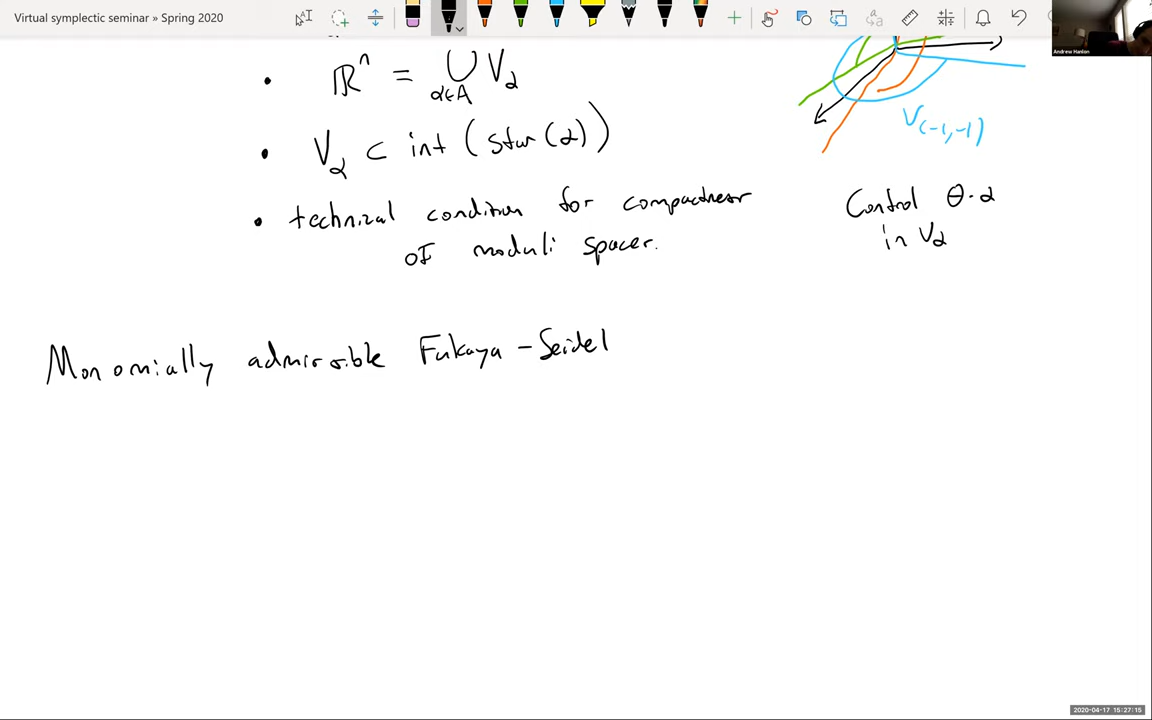 Virtual symplectic seminar » Spring 2020
• ℝⁿ = ⋃ V_α
α∈A
• V_α ⊂ int (star (α))
V_(-1,-1)
• technical condition for compactness
of moduli spaces.
Control θ·α
in V_α
Monomially admissible Fukaya – Seidel
Andrew Hanlon
2020-04-17 15:27:15